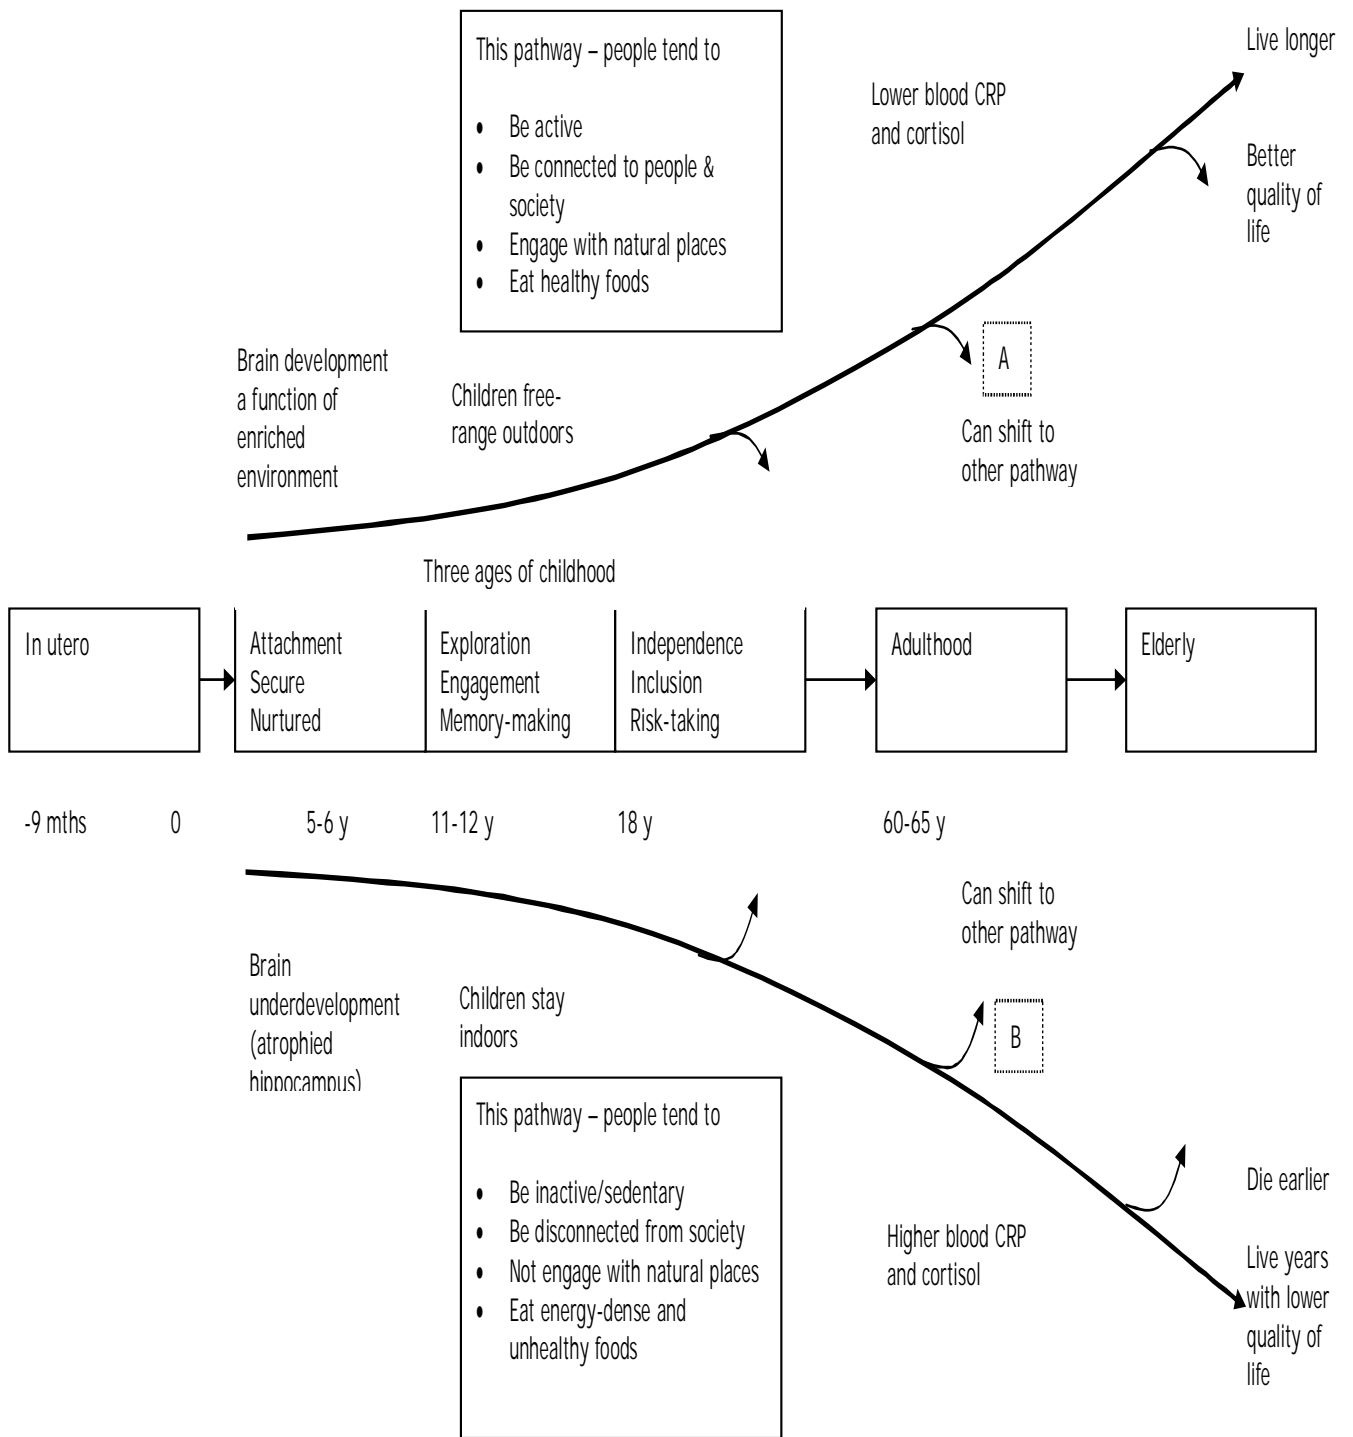 This pathway – people tend to
• Be active
• Be connected to people &
society
• Engage with natural places
• Eat healthy foods
Live longer
Lower blood CRP
and cortisol
Better
quality of
life
Brain development
a function of
enriched
environment
Children free-
range outdoors
A
Can shift to
other pathway
Three ages of childhood
In utero
Attachment
Secure
Nurtured
Exploration
Engagement
Memory-making
Independence
Inclusion
Risk-taking
Adulthood
Elderly
-9 mths
0
5-6 y
11-12 y
18 y
60-65 y
Can shift to
other pathway
Brain
underdevelopment
(atrophied
hippocampus)
Children stay
indoors
B
This pathway – people tend to
• Be inactive/sedentary
• Be disconnected from society
• Not engage with natural places
• Eat energy-dense and
unhealthy foods
Higher blood CRP
and cortisol
Die earlier
Live years
with lower
quality of
life